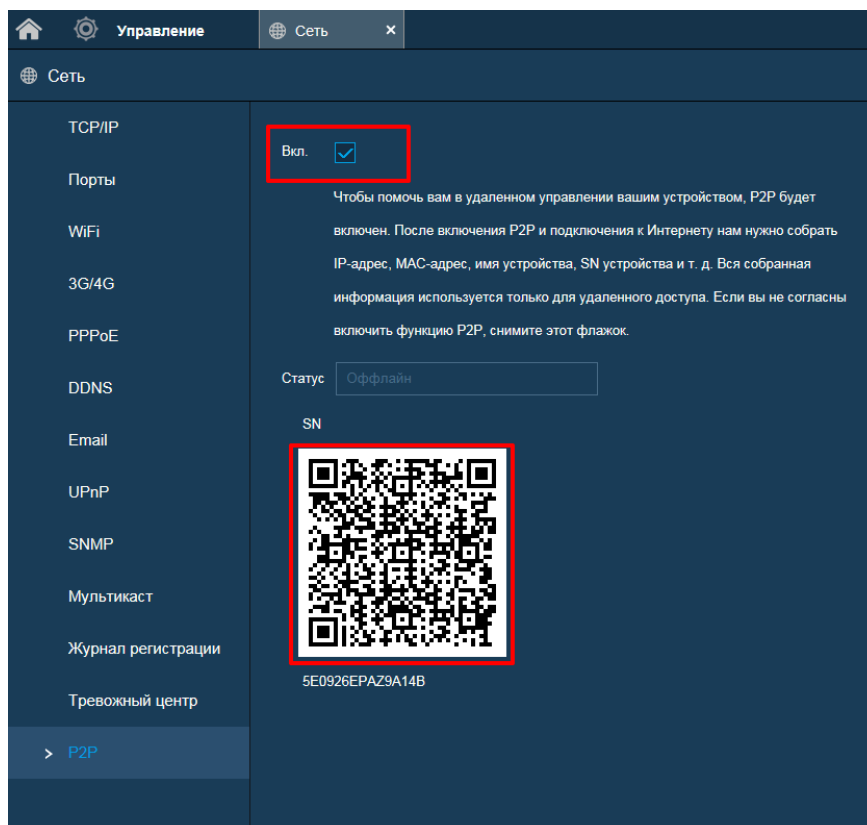 Управление
Сеть ×
Сеть
TCP/IP
Порты
WiFi
3G/4G
PPPoE
DDNS
Email
UPnP
SNMP
Мультикаст
Журнал регистрации
Тревожный центр
> P2P
Вкл.
Чтобы помочь вам в удаленном управлении вашим устройством, P2P будет
включен. После включения P2P и подключения к Интернету нам нужно собрать
IP-адрес, MAC-адрес, имя устройства, SN устройства и т. д. Вся собранная
информация используется только для удаленного доступа. Если вы не согласны
включить функцию P2P, снимите этот флажок.
Статус Оффлайн
SN
5E0926EPAZ9A14B